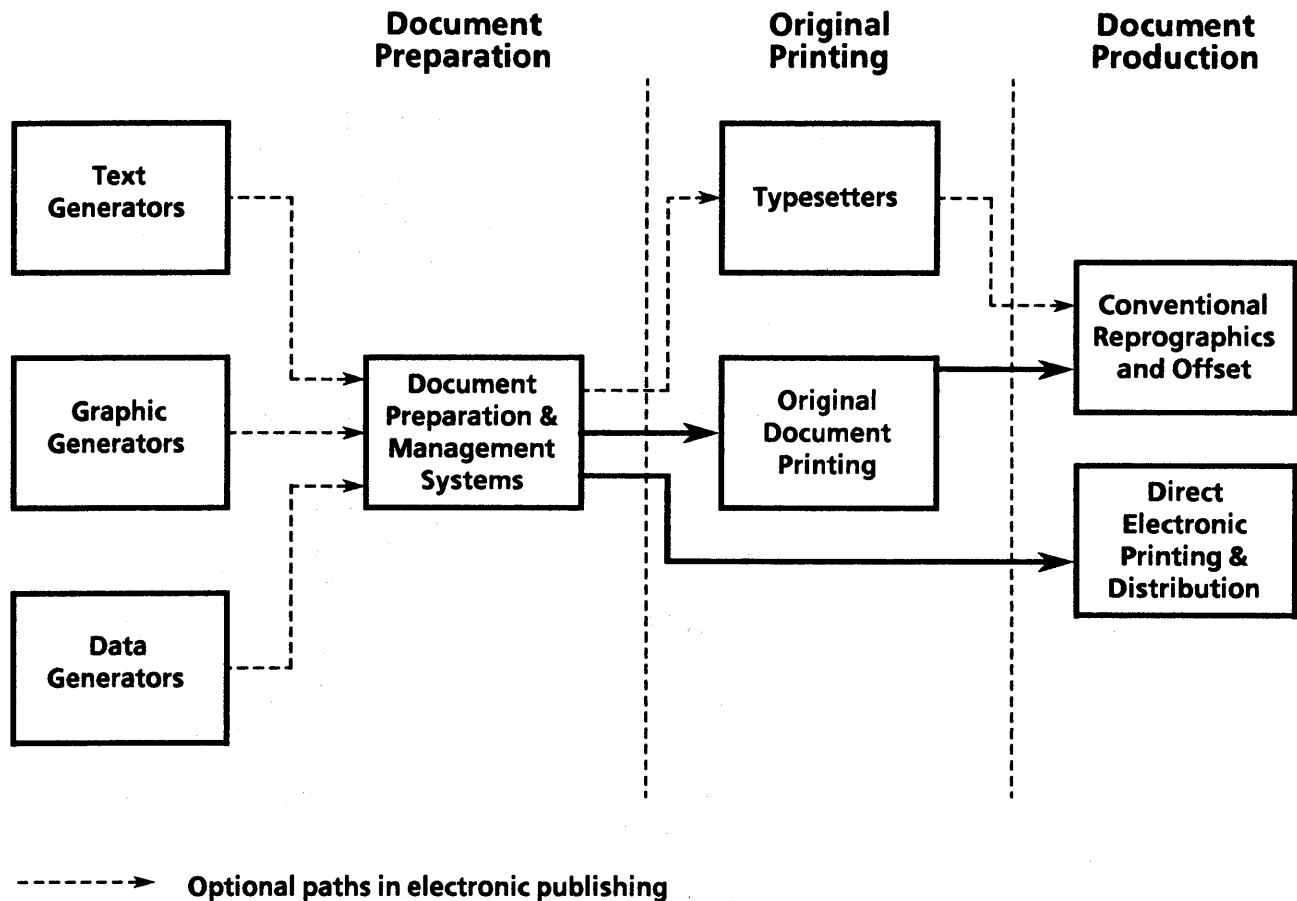 Document
Preparation
Original
Printing
Document
Production
Text
Generators
Graphic
Generators
Data
Generators
Document
Preparation &
Management
Systems
Typesetters
Original
Document
Printing
Conventional
Reprographics
and Offset
Direct
Electronic
Printing &
Distribution
Optional paths in electronic publishing